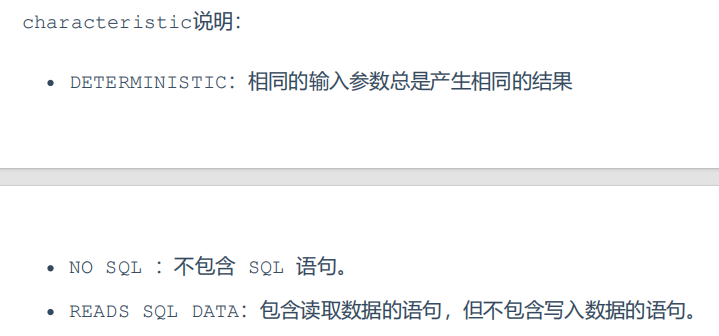 characteristic说明：
• DETERMINISTIC：相同的输入参数总是产生相同的结果
• NO SQL ：不包含 SQL 语句。
• READS SQL DATA：包含读取数据的语句，但不包含写入数据的语句。